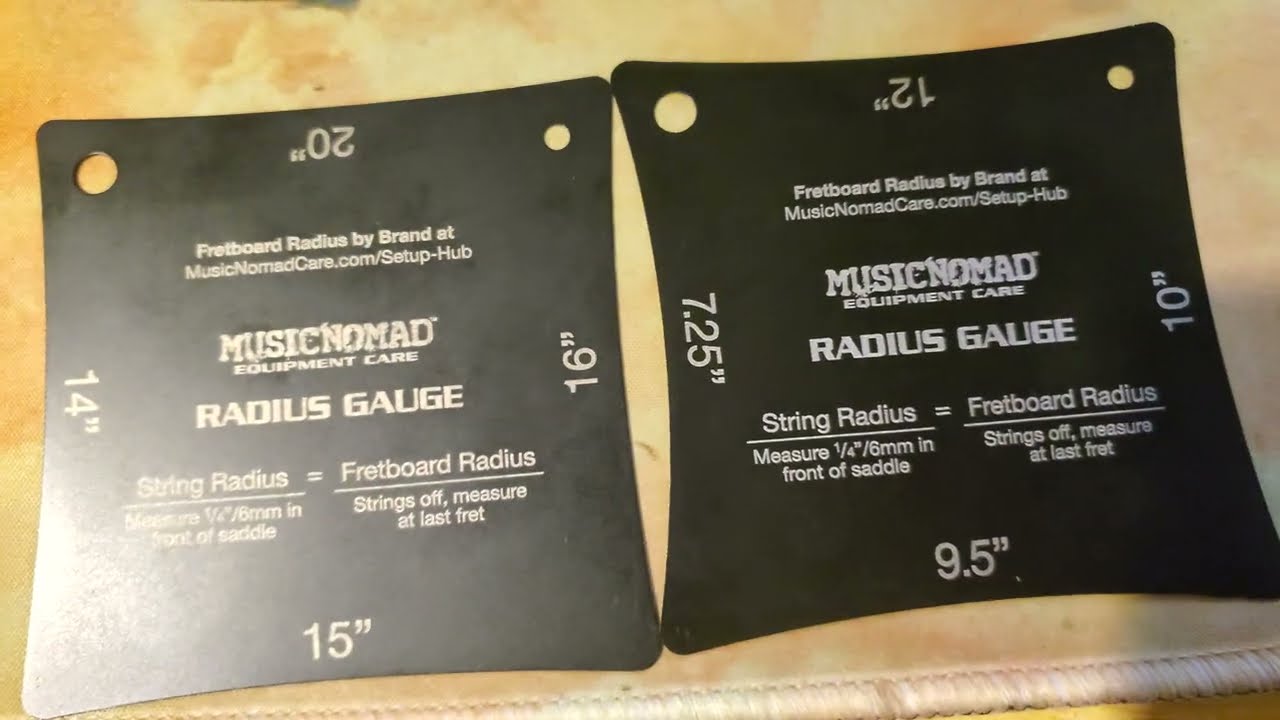 20”
Fretboard Radius by Brand at
MusicNomadCare.com/Setup-Hub
MUSICNOMAD™
EQUIPMENT CARE
RADIUS GAUGE
14”
16”
String Radius = Fretboard Radius
Measure ¼”/6mm in
front of saddle
Strings off, measure
at last fret
15”
12”
Fretboard Radius by Brand at
MusicNomadCare.com/Setup-Hub
MUSICNOMAD™
EQUIPMENT CARE
RADIUS GAUGE
7.25”
10”
String Radius = Fretboard Radius
Measure ¼”/6mm in
front of saddle
Strings off, measure
at last fret
9.5”